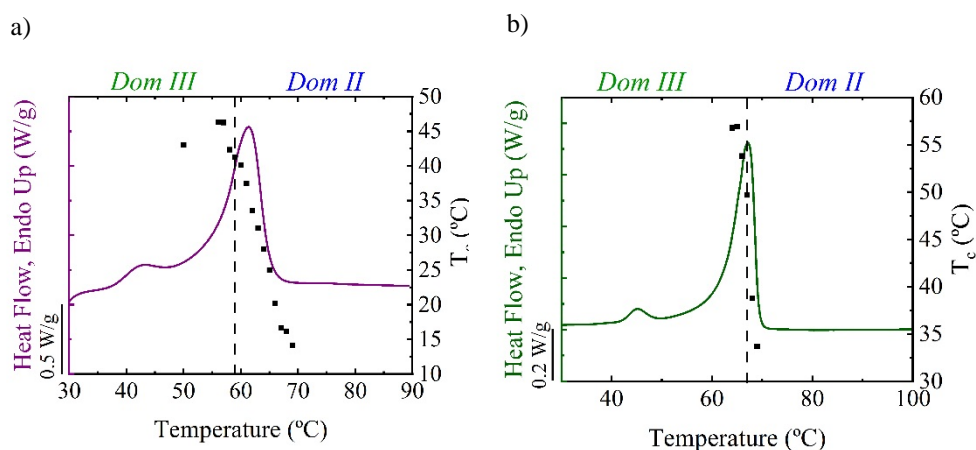 a)
Dom III Dom II
Heat Flow, Endo Up (W/g)
0.5 W/g
50
45
40
35
30
25
20
15
10
(ºC)
30 40 50 60 70 80 90
Temperature (ºC)
b)
Dom III Dom II
Heat Flow, Endo Up (W/g)
0.2 W/g
60
55
50
45
40
35
30
Tc (ºC)
40 60 80 100
Temperature (ºC)